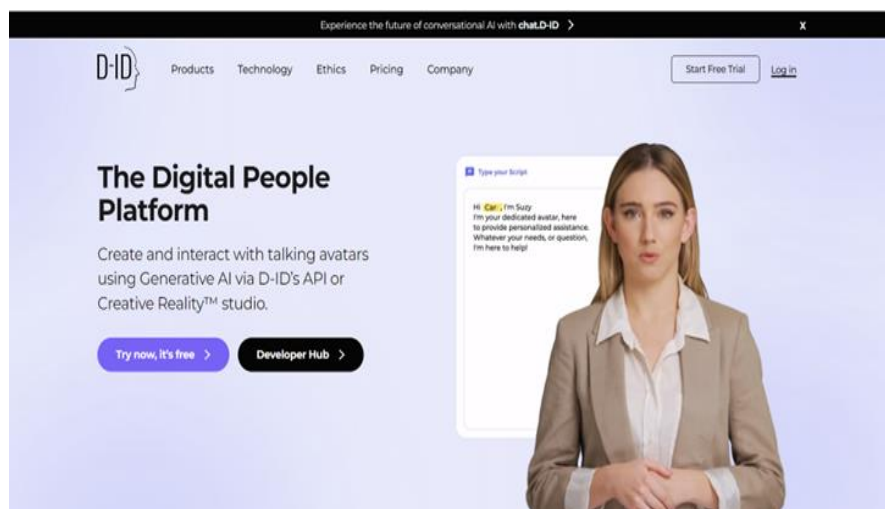 Experience the future of conversational AI with chat.D-ID >
X
D-ID
Products Technology Ethics Pricing Company
Start Free Trial Log in
The Digital People
Platform
Create and interact with talking avatars
using Generative AI via D-ID's API or
Creative Reality™ studio.
Try now, it's free >
Developer Hub >
Type your Script
Hi Car , I'm Suzy
I'm your dedicated avatar, here
to provide personalized assistance.
Whatever your needs, or question,
I'm here to help!